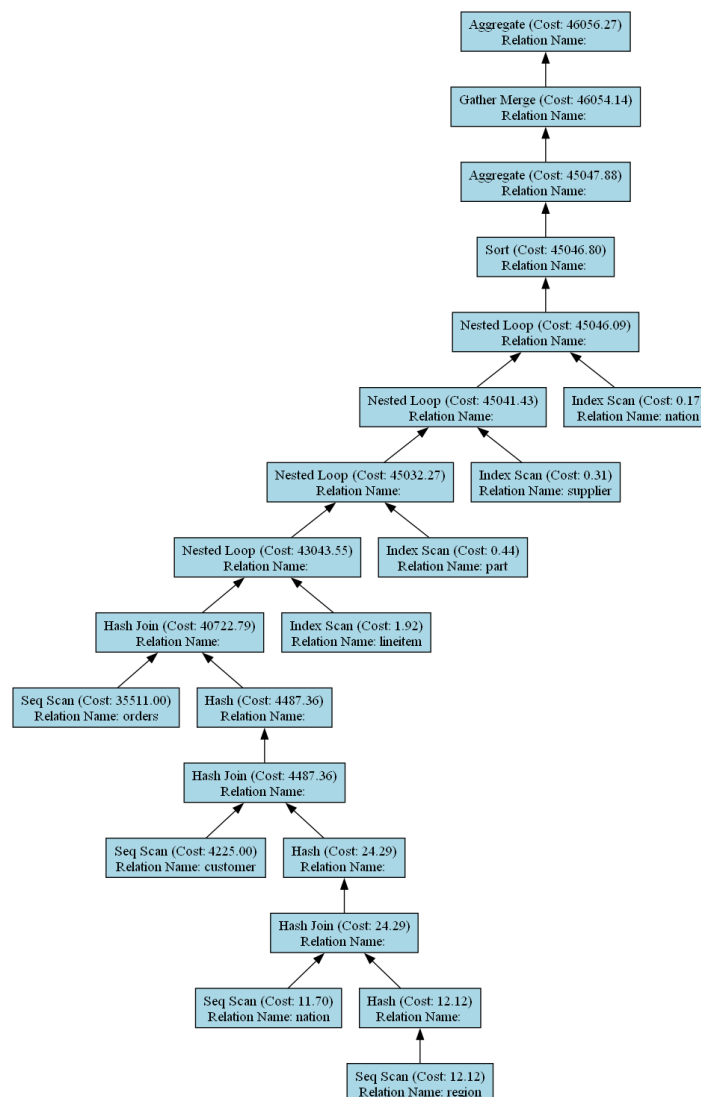 Aggregate (Cost: 46056.27)
Relation Name:
Gather Merge (Cost: 46054.14)
Relation Name:
Aggregate (Cost: 45047.88)
Relation Name:
Sort (Cost: 45046.80)
Relation Name:
Nested Loop (Cost: 45046.09)
Relation Name:
Nested Loop (Cost: 45041.43)
Relation Name:
Index Scan (Cost: 0.17
Relation Name: nation
Nested Loop (Cost: 45032.27)
Relation Name:
Index Scan (Cost: 0.31)
Relation Name: supplier
Nested Loop (Cost: 43043.55)
Relation Name:
Index Scan (Cost: 0.44)
Relation Name: part
Hash Join (Cost: 40722.79)
Relation Name:
Index Scan (Cost: 1.92)
Relation Name: lineitem
Seq Scan (Cost: 35511.00)
Relation Name: orders
Hash (Cost: 4487.36)
Relation Name:
Hash Join (Cost: 4487.36)
Relation Name:
Seq Scan (Cost: 4225.00)
Relation Name: customer
Hash (Cost: 24.29)
Relation Name:
Hash Join (Cost: 24.29)
Relation Name:
Seq Scan (Cost: 11.70)
Relation Name: nation
Hash (Cost: 12.12)
Relation Name:
Seq Scan (Cost: 12.12)
Relation Name: region